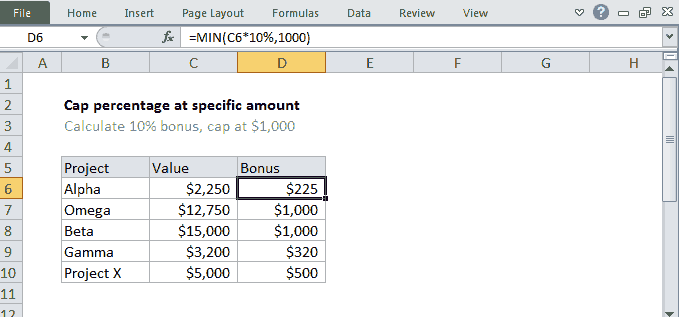 File Home Insert Page Layout Formulas Data Review View
D6 fx =MIN(C6*10%,1000)
A B C D E F G H
1
2 Cap percentage at specific amount
3 Calculate 10% bonus, cap at $1,000
4
5 Project Value Bonus
6 Alpha $2,250 $225
7 Omega $12,750 $1,000
8 Beta $15,000 $1,000
9 Gamma $3,200 $320
10 Project X $5,000 $500
11
12